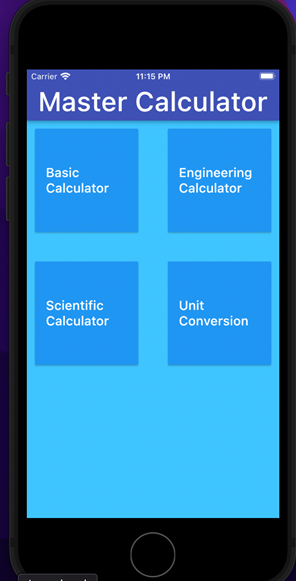 Carrier 11:15 PM
Master Calculator
Basic
Calculator
Engineering
Calculator
Scientific
Calculator
Unit
Conversion